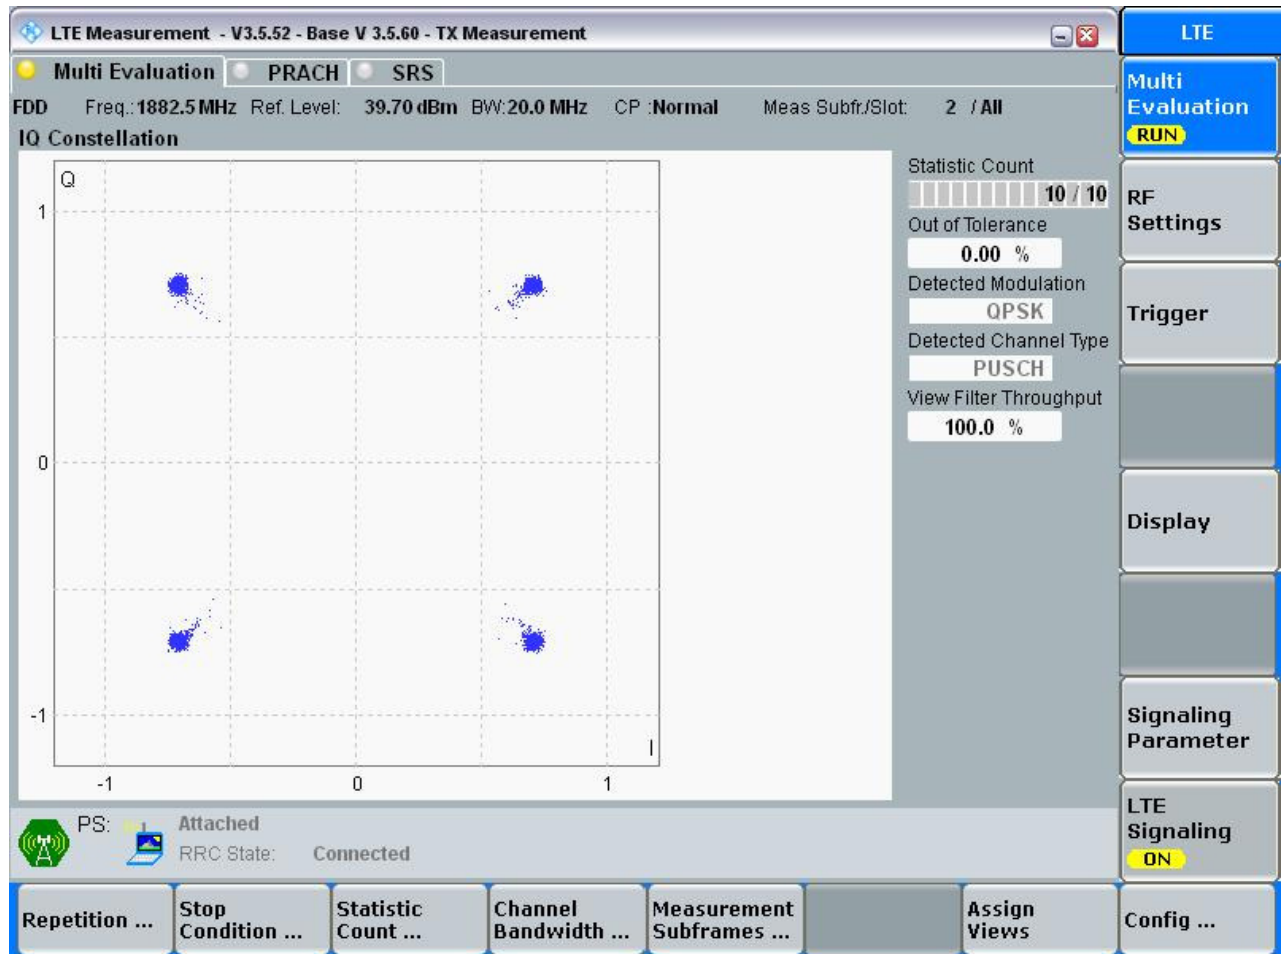 LTE Measurement - V3.5.52 - Base V 3.5.60 - TX Measurement
LTE
Multi Evaluation PRACH SRS
FDD Freq.: 1882.5 MHz Ref. Level: 39.70 dBm BW: 20.0 MHz CP : Normal Meas Subfr./Slot: 2 / All
IQ Constellation
Q
1
0
-1
I
-1 0 1
Statistic Count
10 / 10
Out of Tolerance
0.00 %
Detected Modulation
QPSK
Detected Channel Type
PUSCH
View Filter Throughput
100.0 %
Multi
Evaluation
RUN
RF
Settings
Trigger
Display
Signaling
Parameter
LTE
Signaling
ON
PS: Attached
RRC State: Connected
Repetition ...
Stop
Condition ...
Statistic
Count ...
Channel
Bandwidth ...
Measurement
Subframes ...
Assign
Views
Config ...